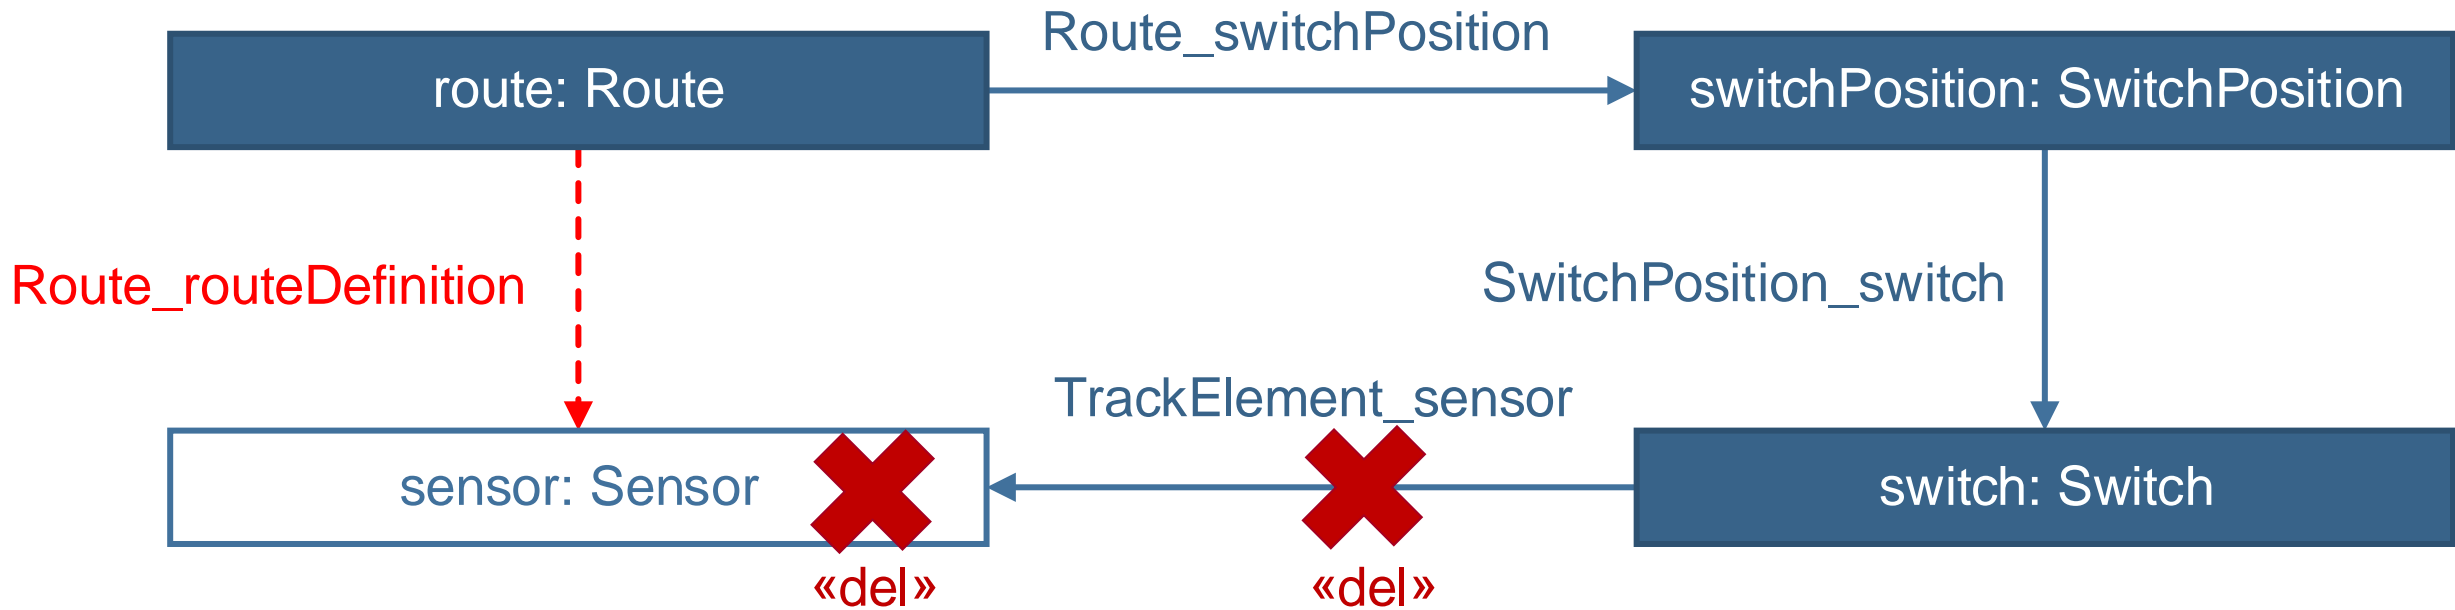 Route_switchPosition
route: Route
switchPosition: SwitchPosition
Route_routeDefinition
SwitchPosition_switch
TrackElement_sensor
sensor: Sensor
switch: Switch
«del»
«del»